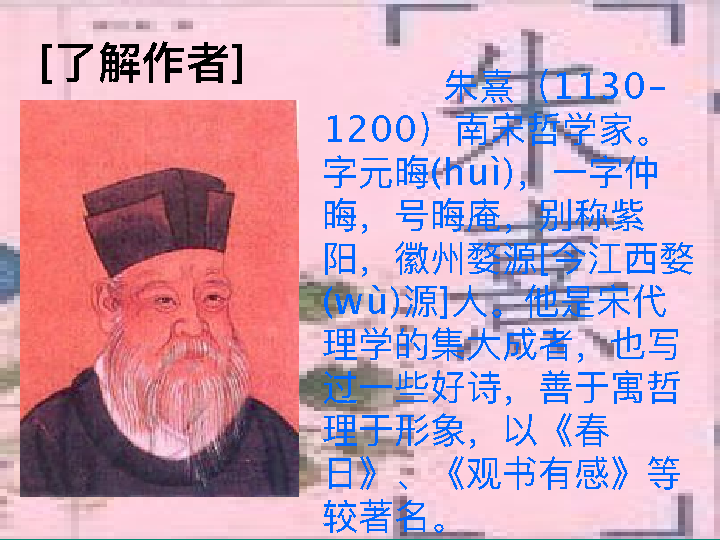 [了解作者]
朱熹（1130-
1200）南宋哲学家。
字元晦(huì)，一字仲
晦，号晦庵，别称紫
阳，徽州婺源[今江西婺
(wù)源]人。他是宋代
理学的集大成者，也写
过一些好诗，善于寓哲
理于形象，以《春
日》、《观书有感》等
较著名。